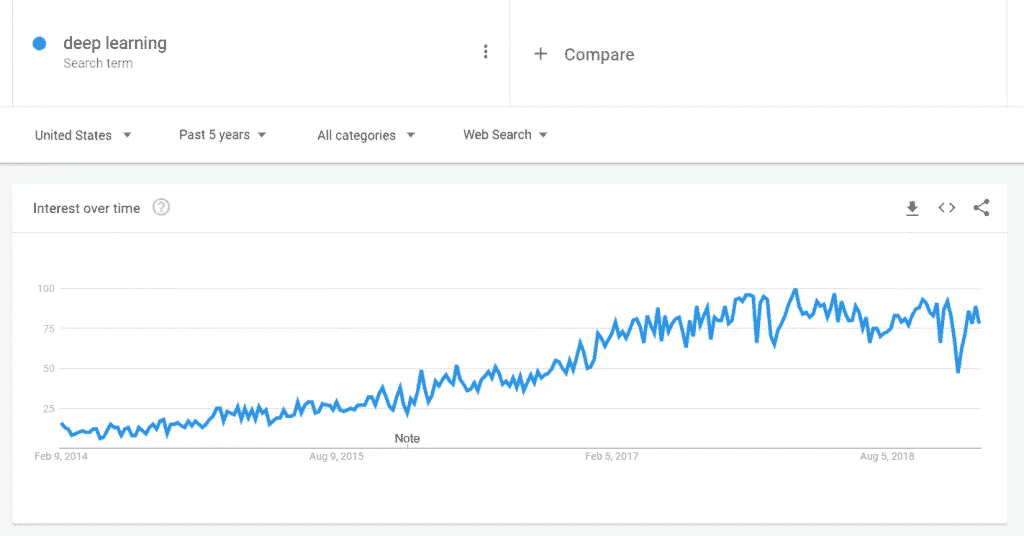 deep learning
Search term
+ Compare
United States
Past 5 years
All categories
Web Search
Interest over time ?
100
75
50
25
Note
Feb 9, 2014
Aug 9, 2015
Feb 5, 2017
Aug 5, 2018